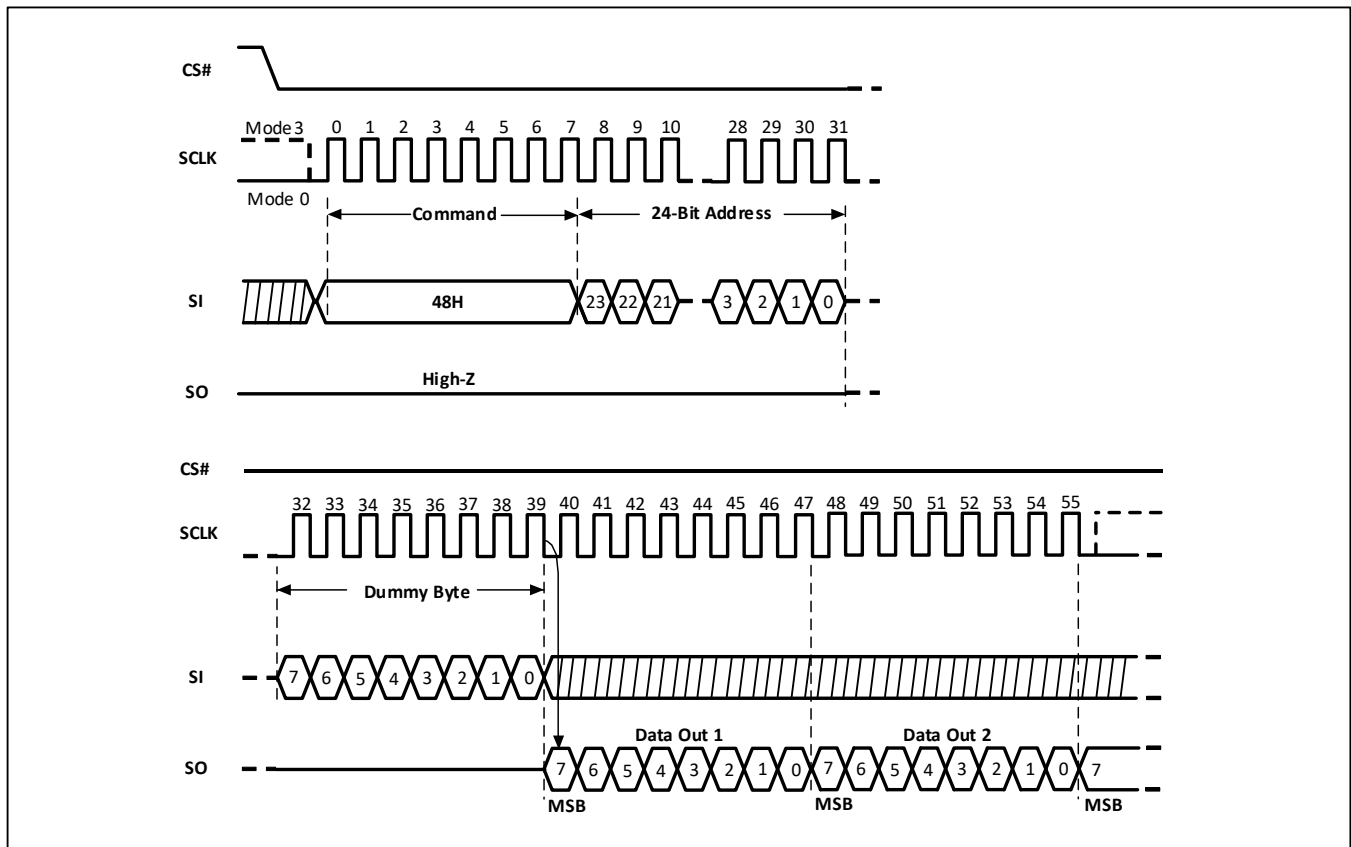 CS#
Mode 3
0 1 2 3 4 5 6 7 8 9 10 28 29 30 31
SCLK
Mode 0
Command 24-Bit Address
SI 48H 23 22 21 3 2 1 0
High-Z
SO
CS#
32 33 34 35 36 37 38 39 40 41 42 43 44 45 46 47 48 49 50 51 52 53 54 55
SCLK
Dummy Byte
SI 7 6 5 4 3 2 1 0
Data Out 1 Data Out 2
SO 7 6 5 4 3 2 1 0 7 6 5 4 3 2 1 0 7
MSB MSB MSB